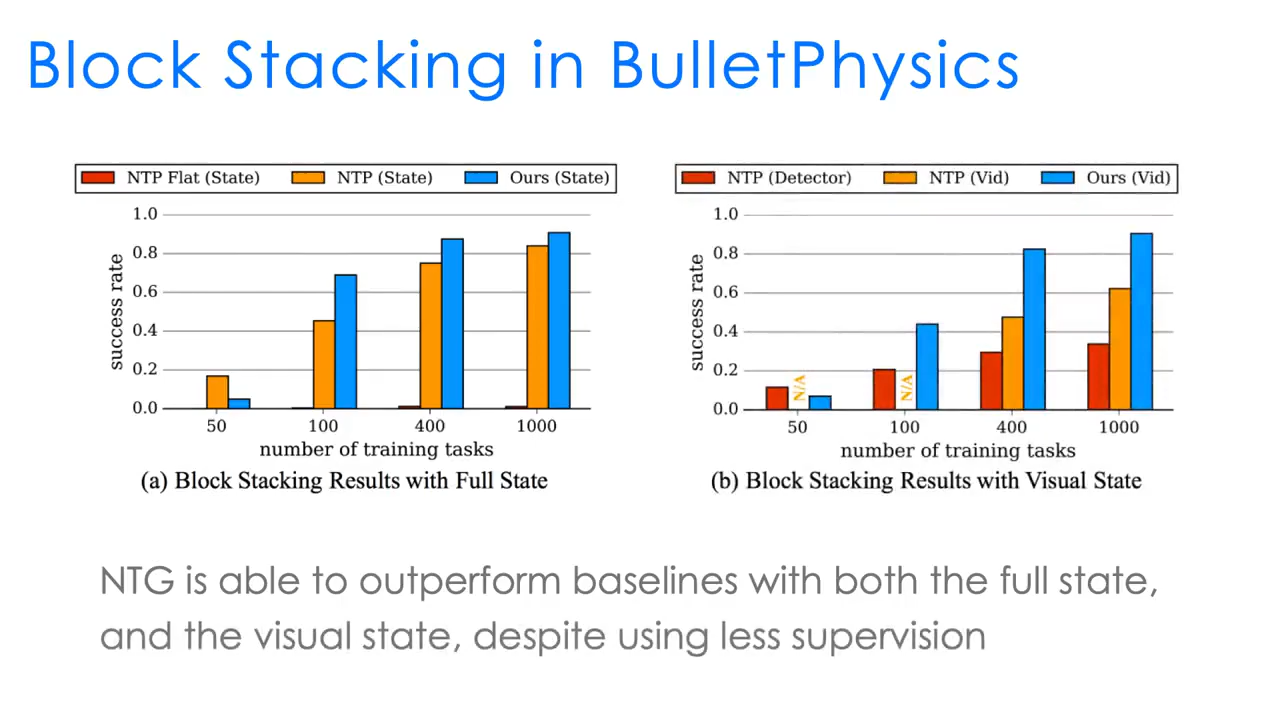 Block Stacking in BulletPhysics
NTP Flat (State) NTP (State) Ours (State)
1.0
0.8
0.6
0.4
0.2
0.0
success rate
50 100 400 1000
number of training tasks
(a) Block Stacking Results with Full State
NTP (Detector) NTP (Vid) Ours (Vid)
1.0
0.8
0.6
0.4
0.2
0.0
success rate
N/A N/A
50 100 400 1000
number of training tasks
(b) Block Stacking Results with Visual State
NTG is able to outperform baselines with both the full state,
and the visual state, despite using less supervision